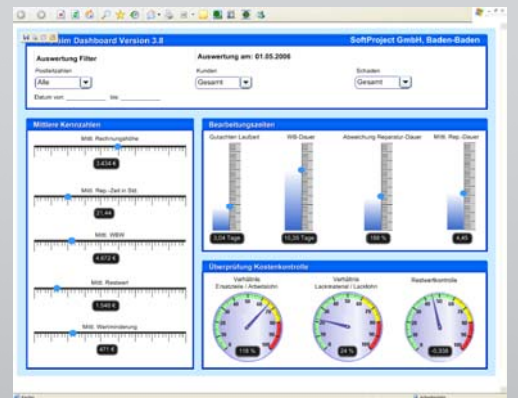 aim Dashboard Version 3.8
SoftProject GmbH, Baden-Baden
Auswertung Filter
Auswertung am: 01.05.2006
Postleitzahlen
Kunden
Schaden
Alle
Gesamt
Gesamt
Datum von bis
Mittlere Kennzahlen
Mittl. Rechnungshöhe
3.434 €
Mittl. Rep.-Zeit in Std.
21,44
Mittl. WBW
4.672 €
Mittl. Restwert
1.546 €
Mittl. Wertminderung
471 €
Bearbeitungszeiten
Gutachten Laufzeit
WB-Dauer
Abweichung Reparatur-Dauer
Mittl. Rep.-Dauer
3,04 Tage
10,39 Tage
188 %
4,45
Überprüfung Kostenkontrolle
Verhältnis
Ersatzteile / Arbeitslohn
Verhältnis
Lackmaterial / Lacklohn
Restwertkontrolle
118 %
24 %
-0,338